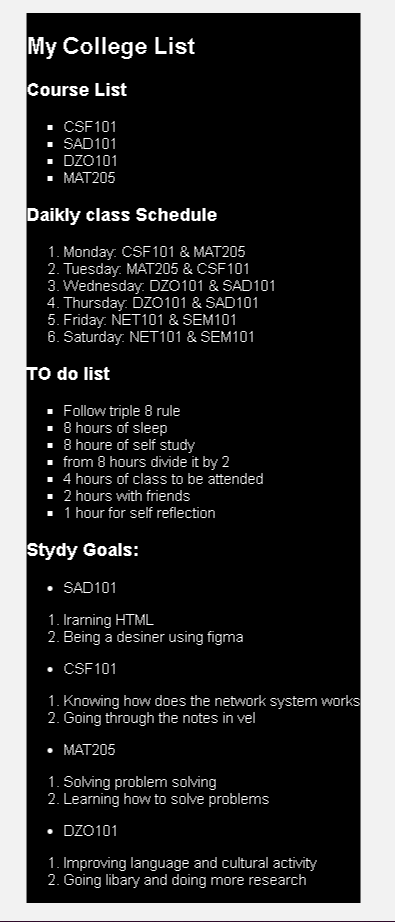 My College List
Course List
CSF101
SAD101
DZO101
MAT205
Daikly class Schedule
1. Monday: CSF101 & MAT205
2. Tuesday: MAT205 & CSF101
3. Wednesday: DZO101 & SAD101
4. Thursday: DZO101 & SAD101
5. Friday: NET101 & SEM101
6. Saturday: NET101 & SEM101
TO do list
Follow triple 8 rule
8 hours of sleep
8 houre of self study
from 8 hours divide it by 2
4 hours of class to be attended
2 hours with friends
1 hour for self reflection
Stydy Goals:
SAD101
1. lrarning HTML
2. Being a desiner using figma
CSF101
1. Knowing how does the network system works
2. Going through the notes in vel
MAT205
1. Solving problem solving
2. Learning how to solve problems
DZO101
1. Improving language and cultural activity
2. Going libary and doing more research